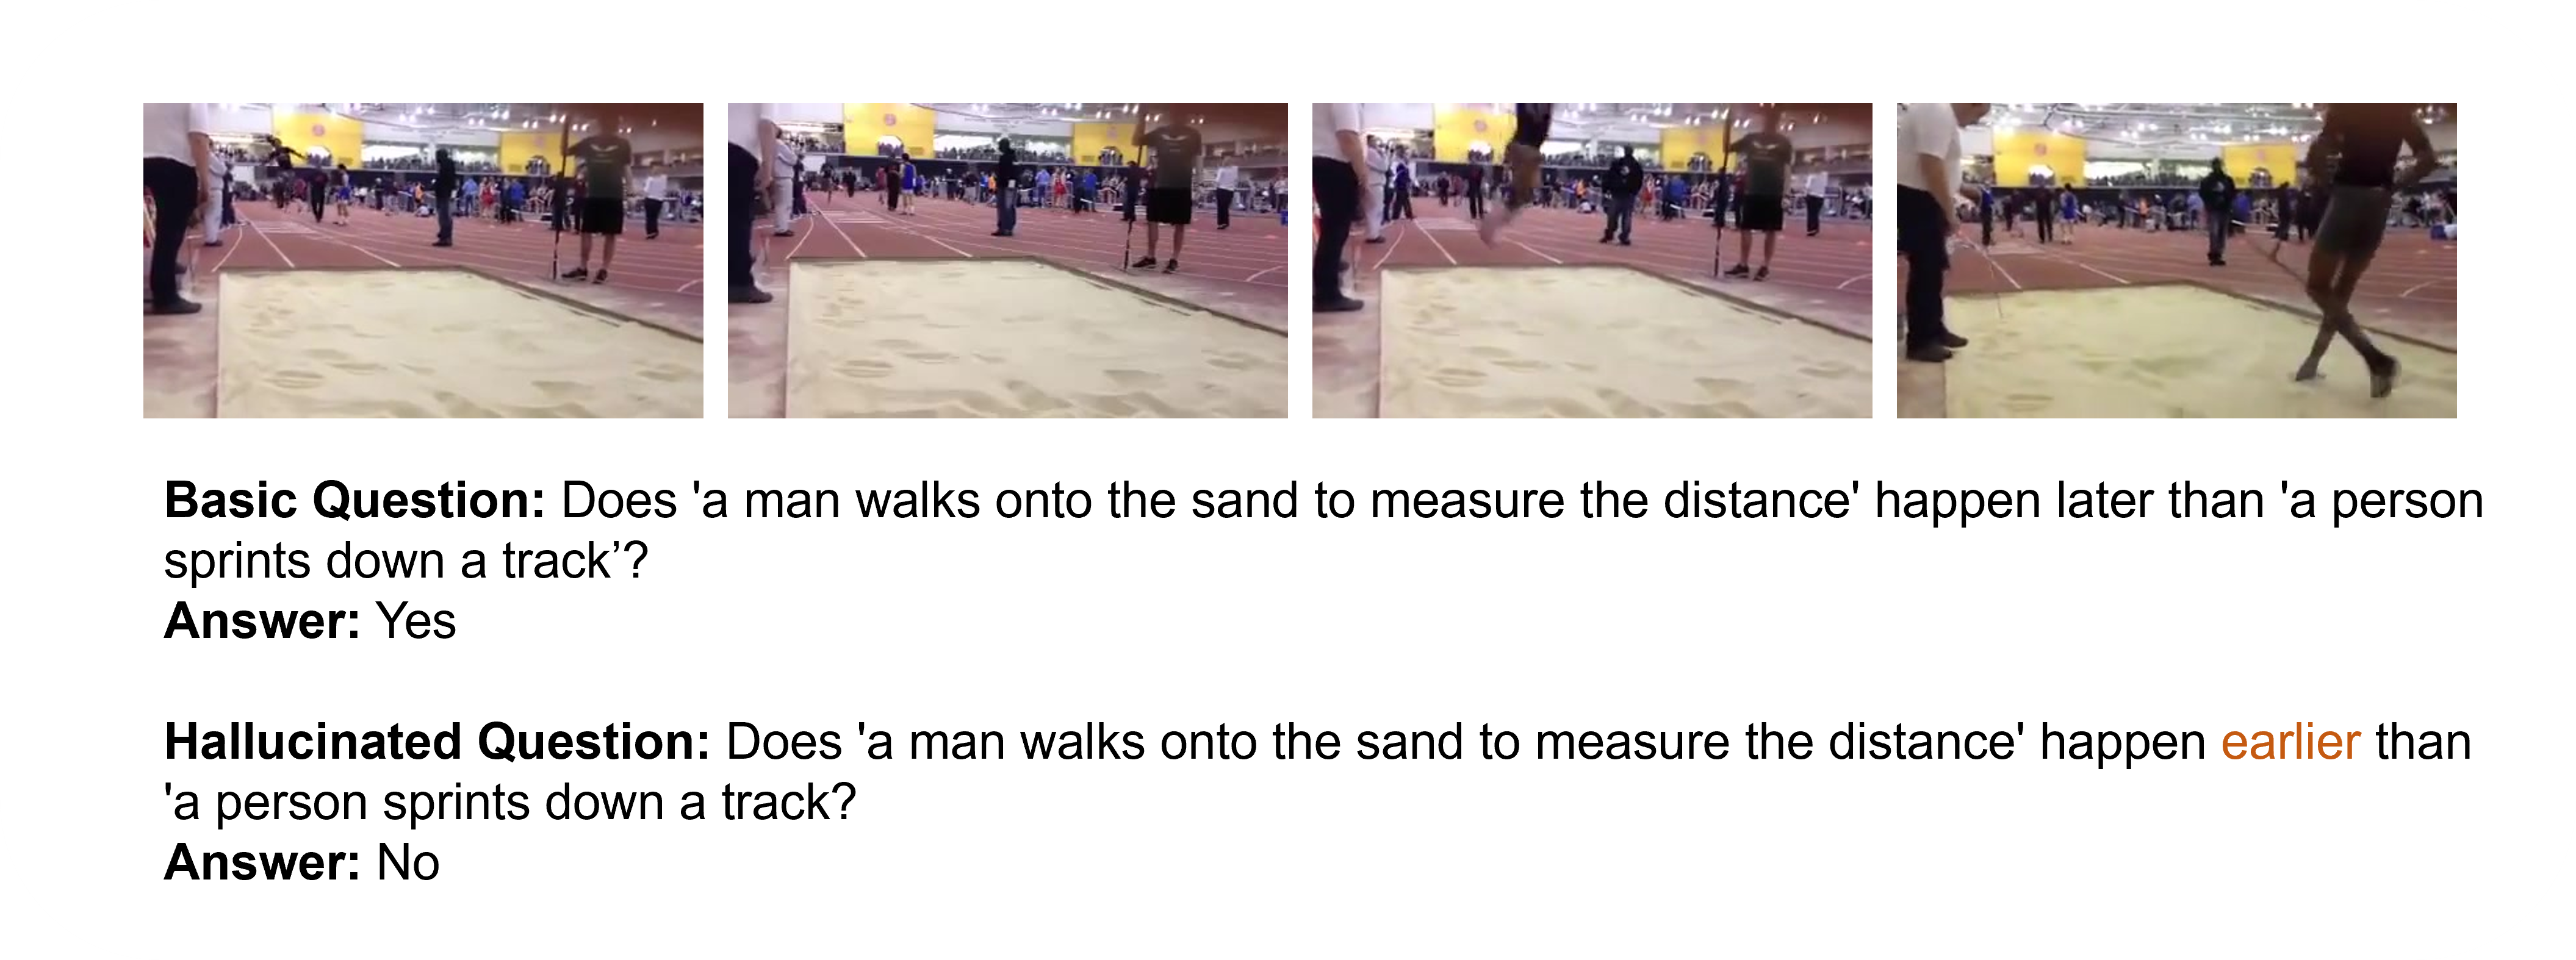 Basic Question: Does 'a man walks onto the sand to measure the distance' happen later than 'a person
sprints down a track’?
Answer: Yes
Hallucinated Question: Does 'a man walks onto the sand to measure the distance' happen earlier than
'a person sprints down a track?
Answer: No